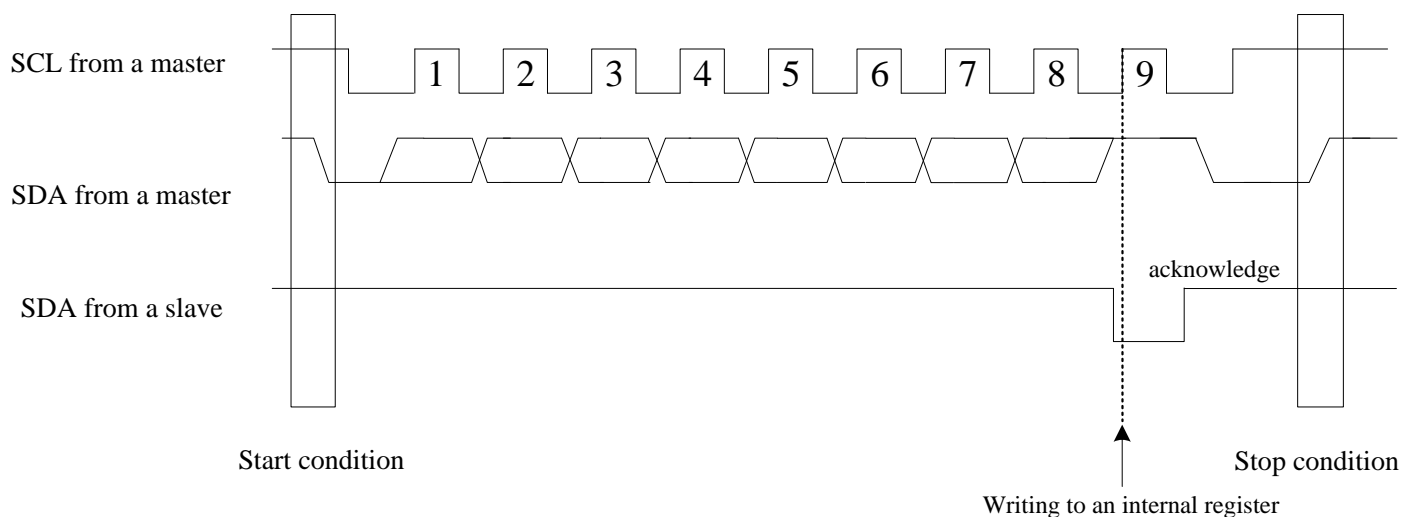 SCL from a master
1 2 3 4 5 6 7 8 9
SDA from a master
acknowledge
SDA from a slave
Start condition
Stop condition
Writing to an internal register